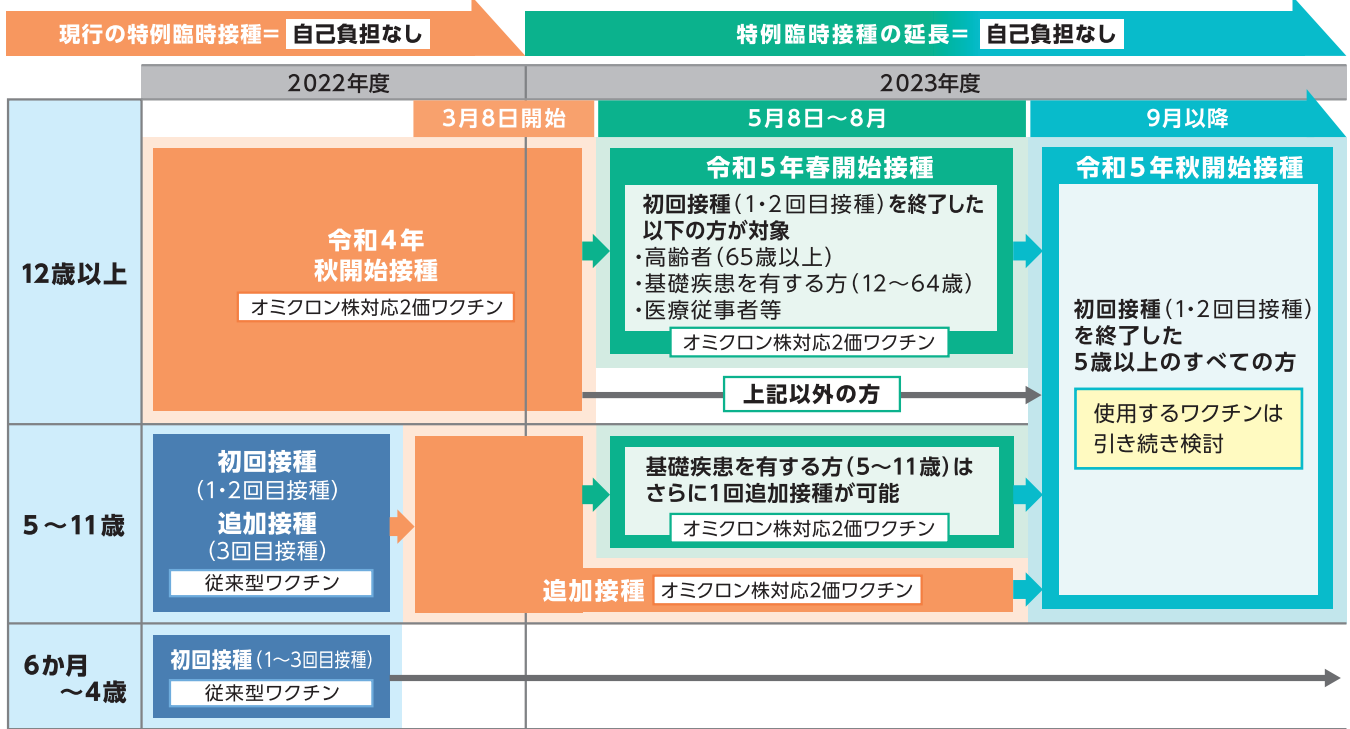 現行の特例臨時接種= 自己負担なし
特例臨時接種の延長= 自己負担なし
2022年度
2023年度
3月8日開始
5月8日～8月
9月以降
12歳以上
令和4年
秋開始接種
オミクロン株対応2価ワクチン
令和5年春開始接種
初回接種(1・2回目接種)を終了した
以下の方が対象
・高齢者(65歳以上)
・基礎疾患を有する方(12～64歳)
・医療従事者等
オミクロン株対応2価ワクチン
上記以外の方
令和5年秋開始接種
初回接種(1・2回目接種)
を終了した
5歳以上のすべての方
使用するワクチンは
引き続き検討
5～11歳
初回接種
(1・2回目接種)
追加接種
(3回目接種)
従来型ワクチン
基礎疾患を有する方(5～11歳)は
さらに1回追加接種が可能
オミクロン株対応2価ワクチン
追加接種 オミクロン株対応2価ワクチン
6か月
～4歳
初回接種(1～3回目接種)
従来型ワクチン